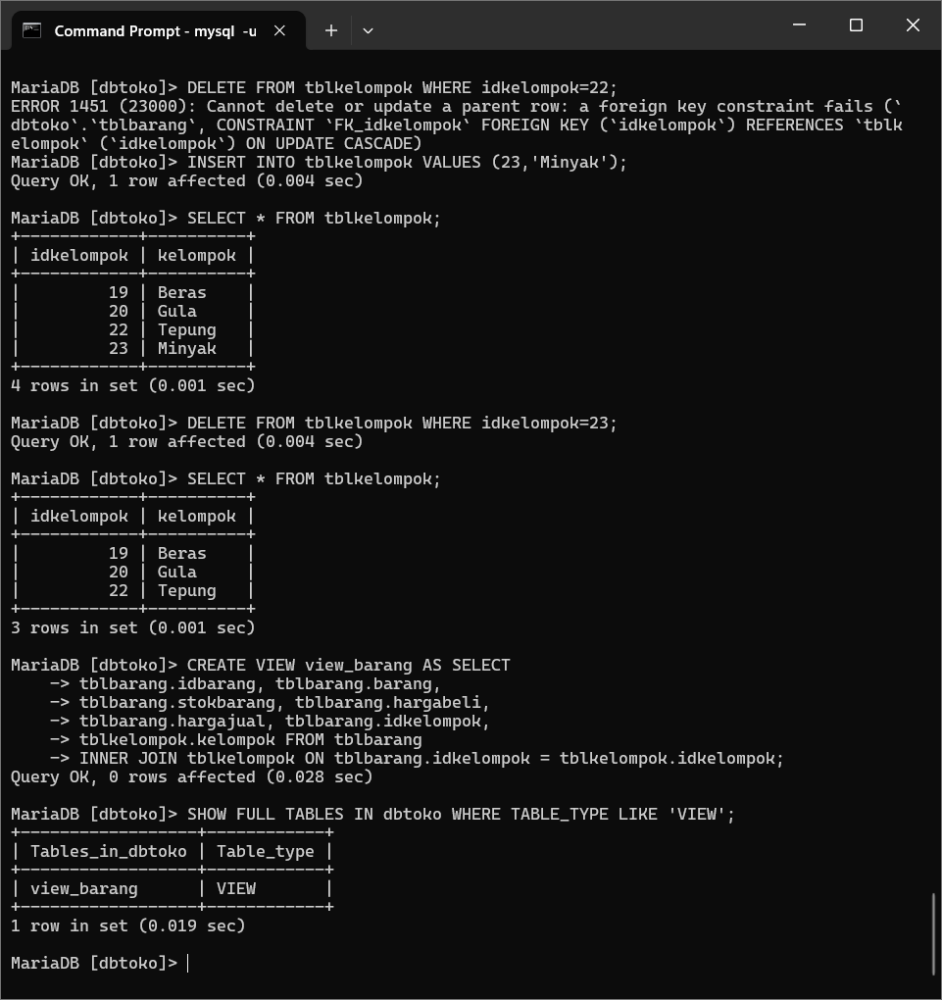 Command Prompt - mysql  -u
MariaDB [dbtoko]> DELETE FROM tblkelompok WHERE idkelompok=22;
ERROR 1451 (23000): Cannot delete or update a parent row: a foreign key constraint fails (`
dbtoko`.`tblbarang`, CONSTRAINT `FK_idkelompok` FOREIGN KEY (`idkelompok`) REFERENCES `tblk
elompok` (`idkelompok`) ON UPDATE CASCADE)
MariaDB [dbtoko]> INSERT INTO tblkelompok VALUES (23,'Minyak');
Query OK, 1 row affected (0.004 sec)

MariaDB [dbtoko]> SELECT * FROM tblkelompok;
+------------+----------+
| idkelompok | kelompok |
+------------+----------+
|         19 | Beras    |
|         20 | Gula     |
|         22 | Tepung   |
|         23 | Minyak   |
+------------+----------+
4 rows in set (0.001 sec)

MariaDB [dbtoko]> DELETE FROM tblkelompok WHERE idkelompok=23;
Query OK, 1 row affected (0.004 sec)

MariaDB [dbtoko]> SELECT * FROM tblkelompok;
+------------+----------+
| idkelompok | kelompok |
+------------+----------+
|         19 | Beras    |
|         20 | Gula     |
|         22 | Tepung   |
+------------+----------+
3 rows in set (0.001 sec)

MariaDB [dbtoko]> CREATE VIEW view_barang AS SELECT
    -> tblbarang.idbarang, tblbarang.barang,
    -> tblbarang.stokbarang, tblbarang.hargabeli,
    -> tblbarang.hargajual, tblbarang.idkelompok,
    -> tblkelompok.kelompok FROM tblbarang
    -> INNER JOIN tblkelompok ON tblbarang.idkelompok = tblkelompok.idkelompok;
Query OK, 0 rows affected (0.028 sec)

MariaDB [dbtoko]> SHOW FULL TABLES IN dbtoko WHERE TABLE_TYPE LIKE 'VIEW';
+------------------+------------+
| Tables_in_dbtoko | Table_type |
+------------------+------------+
| view_barang      | VIEW       |
+------------------+------------+
1 row in set (0.019 sec)

MariaDB [dbtoko]>